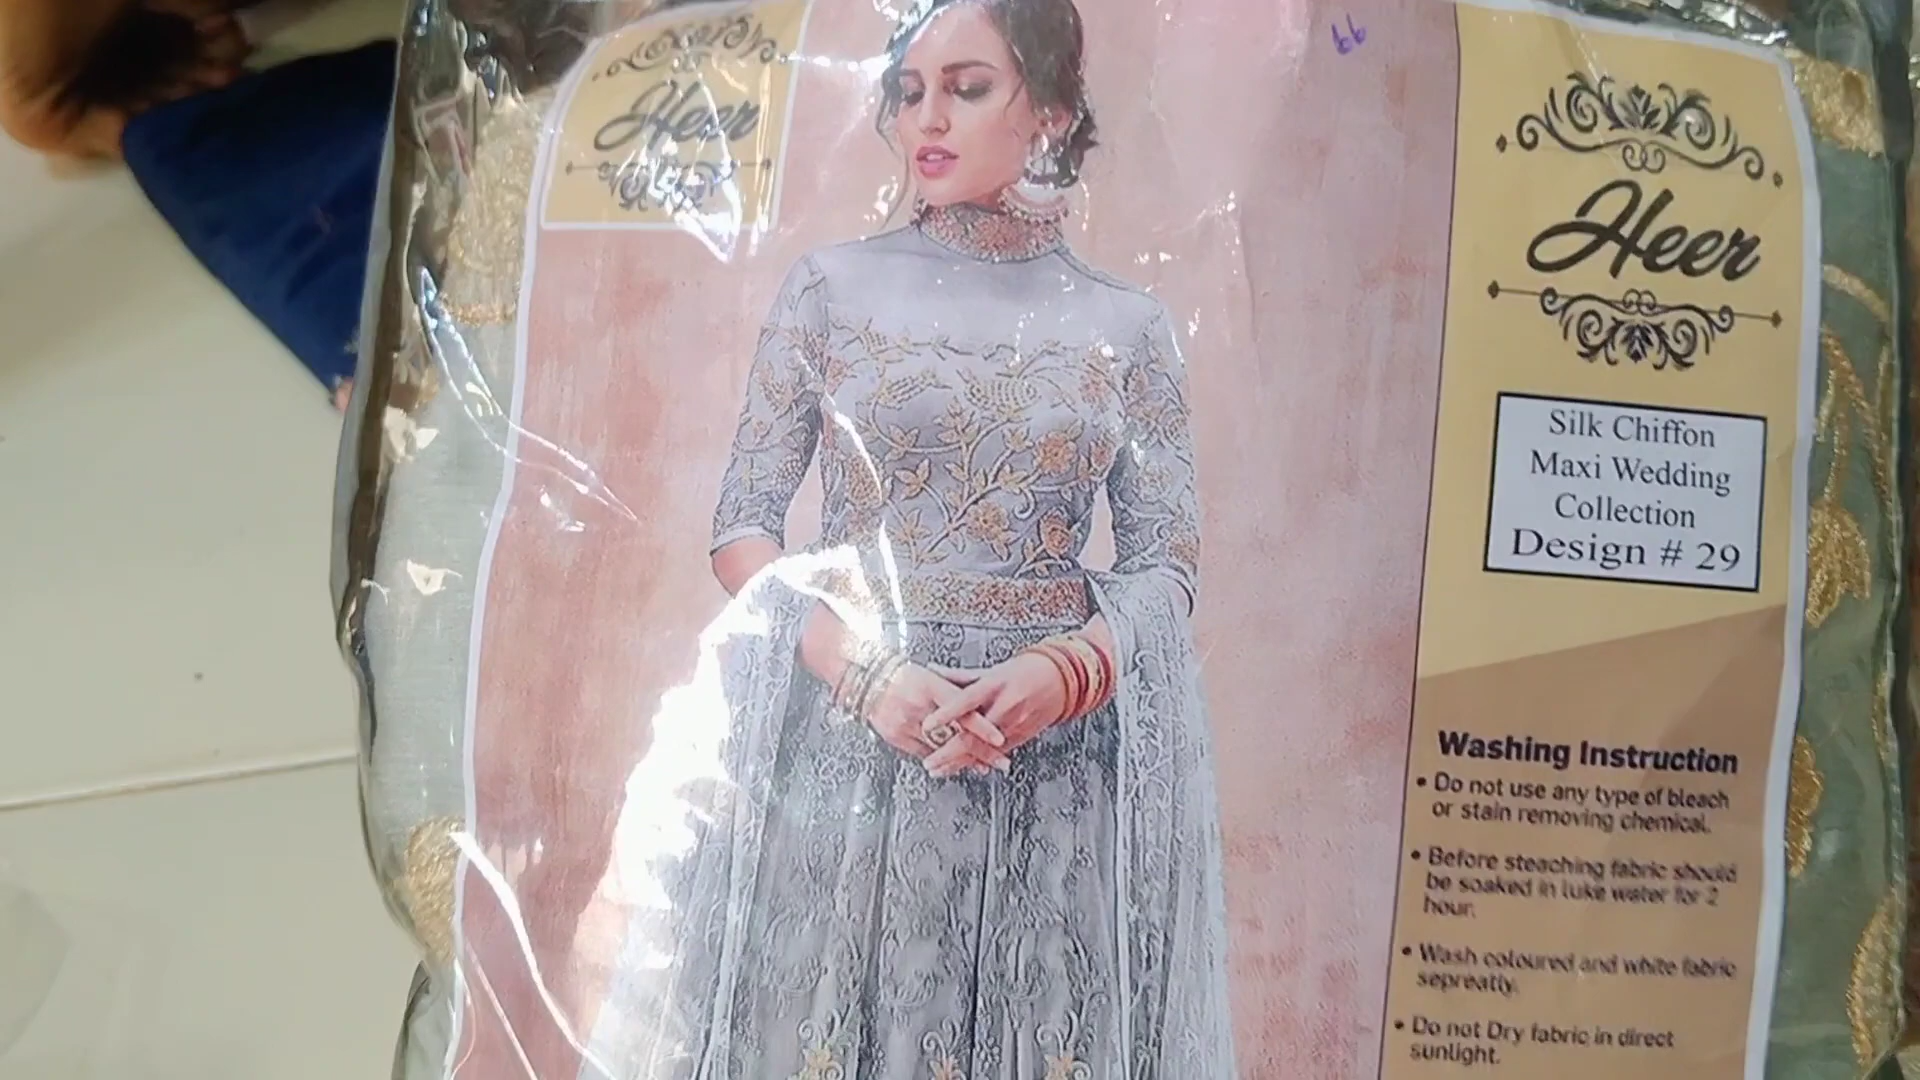 66
Heer
Heer
Silk Chiffon
Maxi Wedding
Collection
Design # 29
Washing Instruction
• Do not use any type of bleach
or stain removing chemical.
• Before steaching fabric should
be soaked in luke water for 2
hour.
• Wash coloured and white fabric
sepreatly.
• Do not Dry fabric in direct
sunlight.